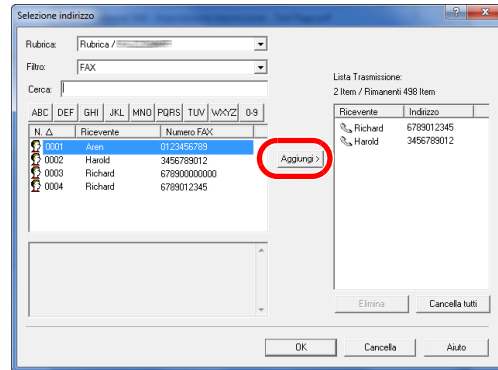 Selezione indirizzo
Rubrica: Rubrica /
Filtro: FAX
Cerca:
ABC DEF GHI JKL MNO PQRS TUV WXYZ 0-9
N. Δ Ricevente Numero FAX
0001 Aren 0123456789
0002 Harold 3456789012
0003 Richard 678900000000
0004 Richard 6789012345
Aggiungi >
Lista Trasmissione:
2 Item / Rimanenti 498 Item
Ricevente Indirizzo
Richard 6789012345
Harold 3456789012
Elimina Cancella tutti
OK Cancella Aiuto